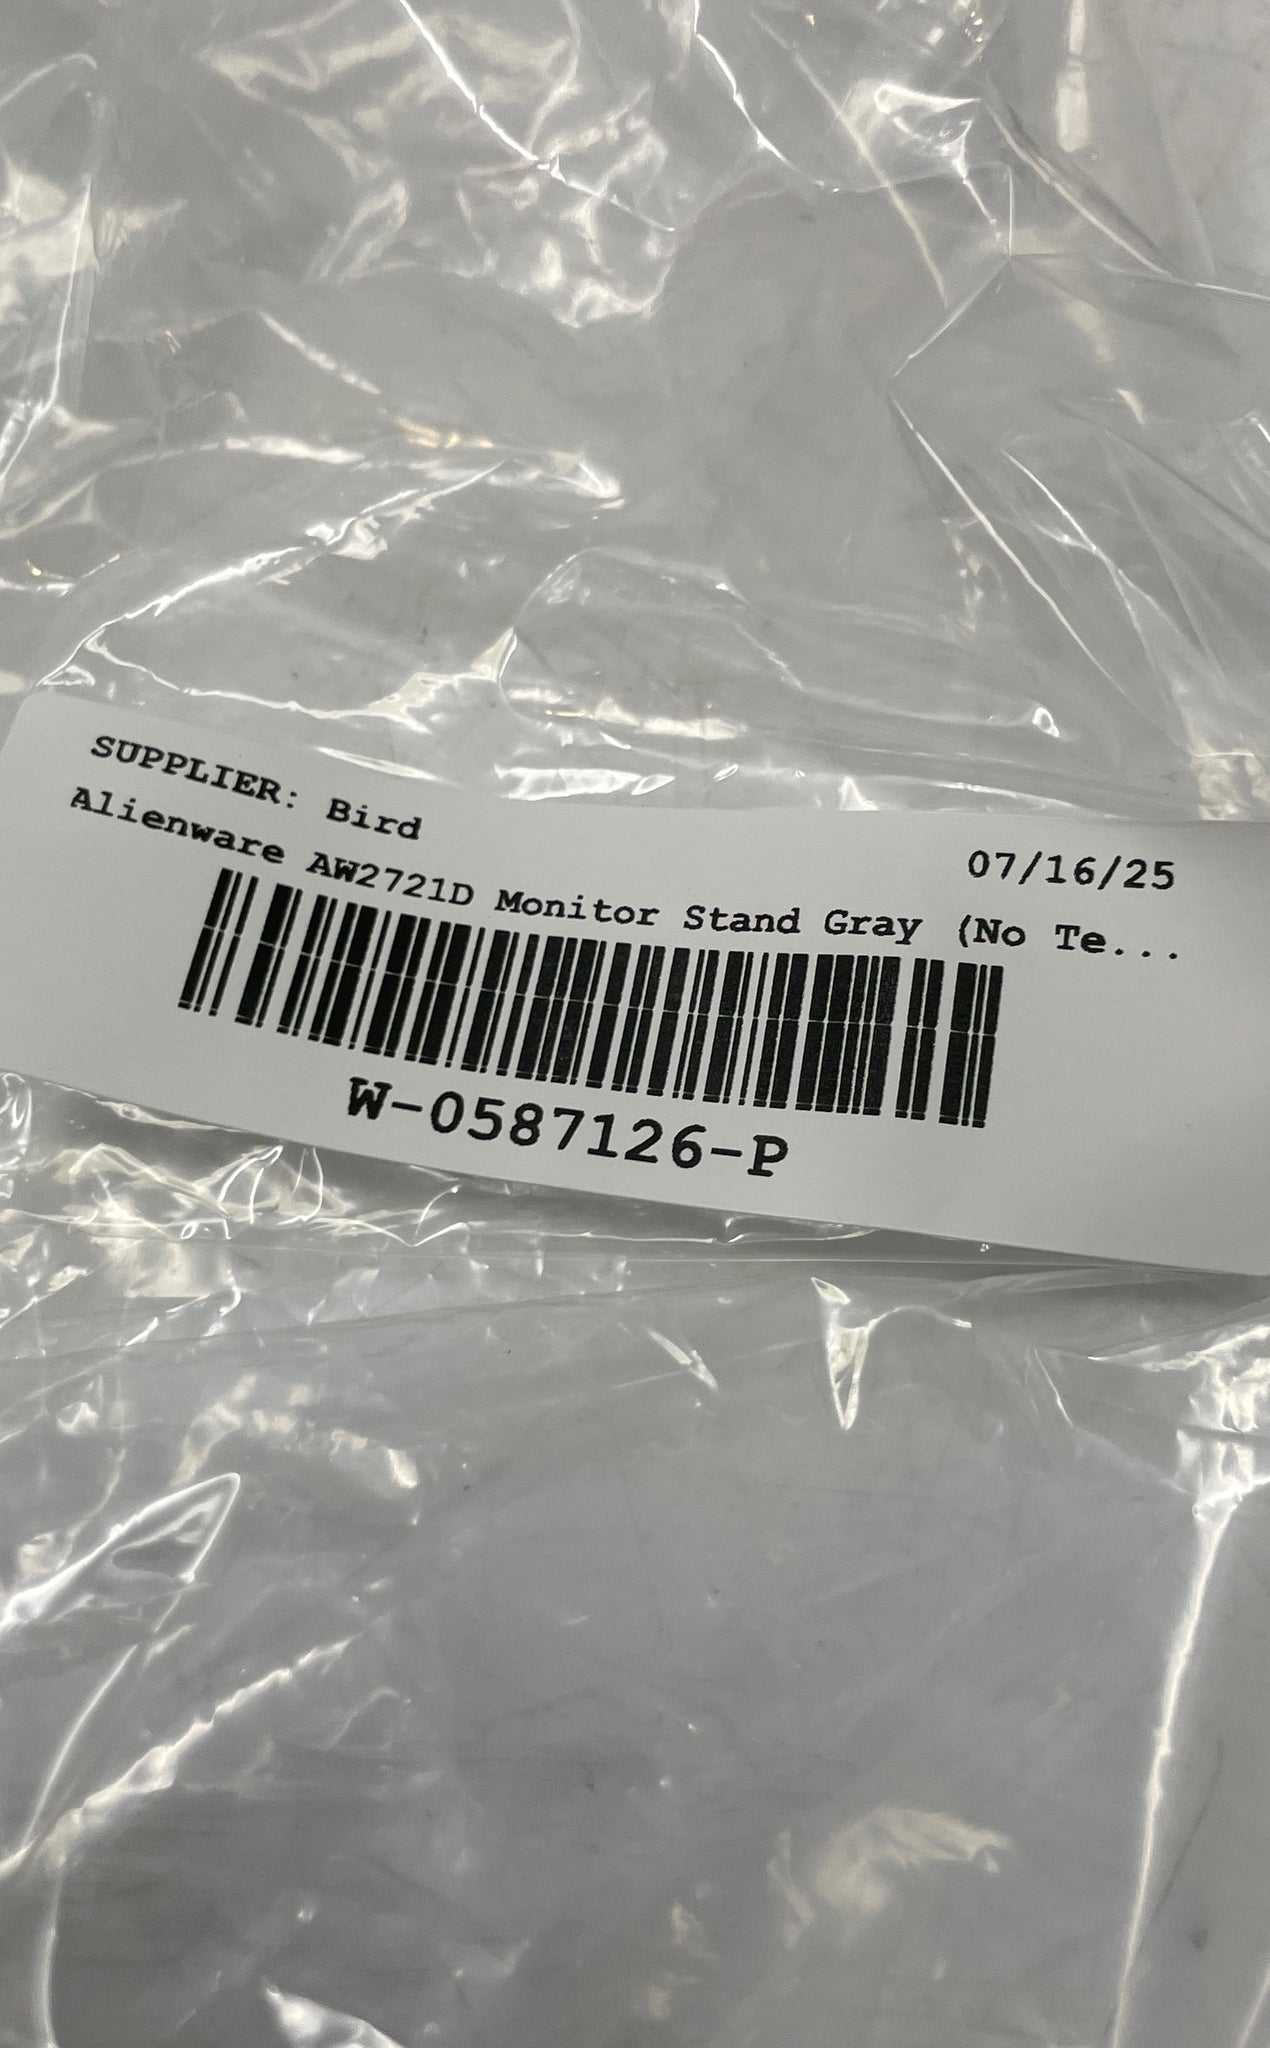 SUPPLIER: Bird
07/16/25
Alienware AW2721D Monitor Stand Gray (No Te...
W-0587126-P